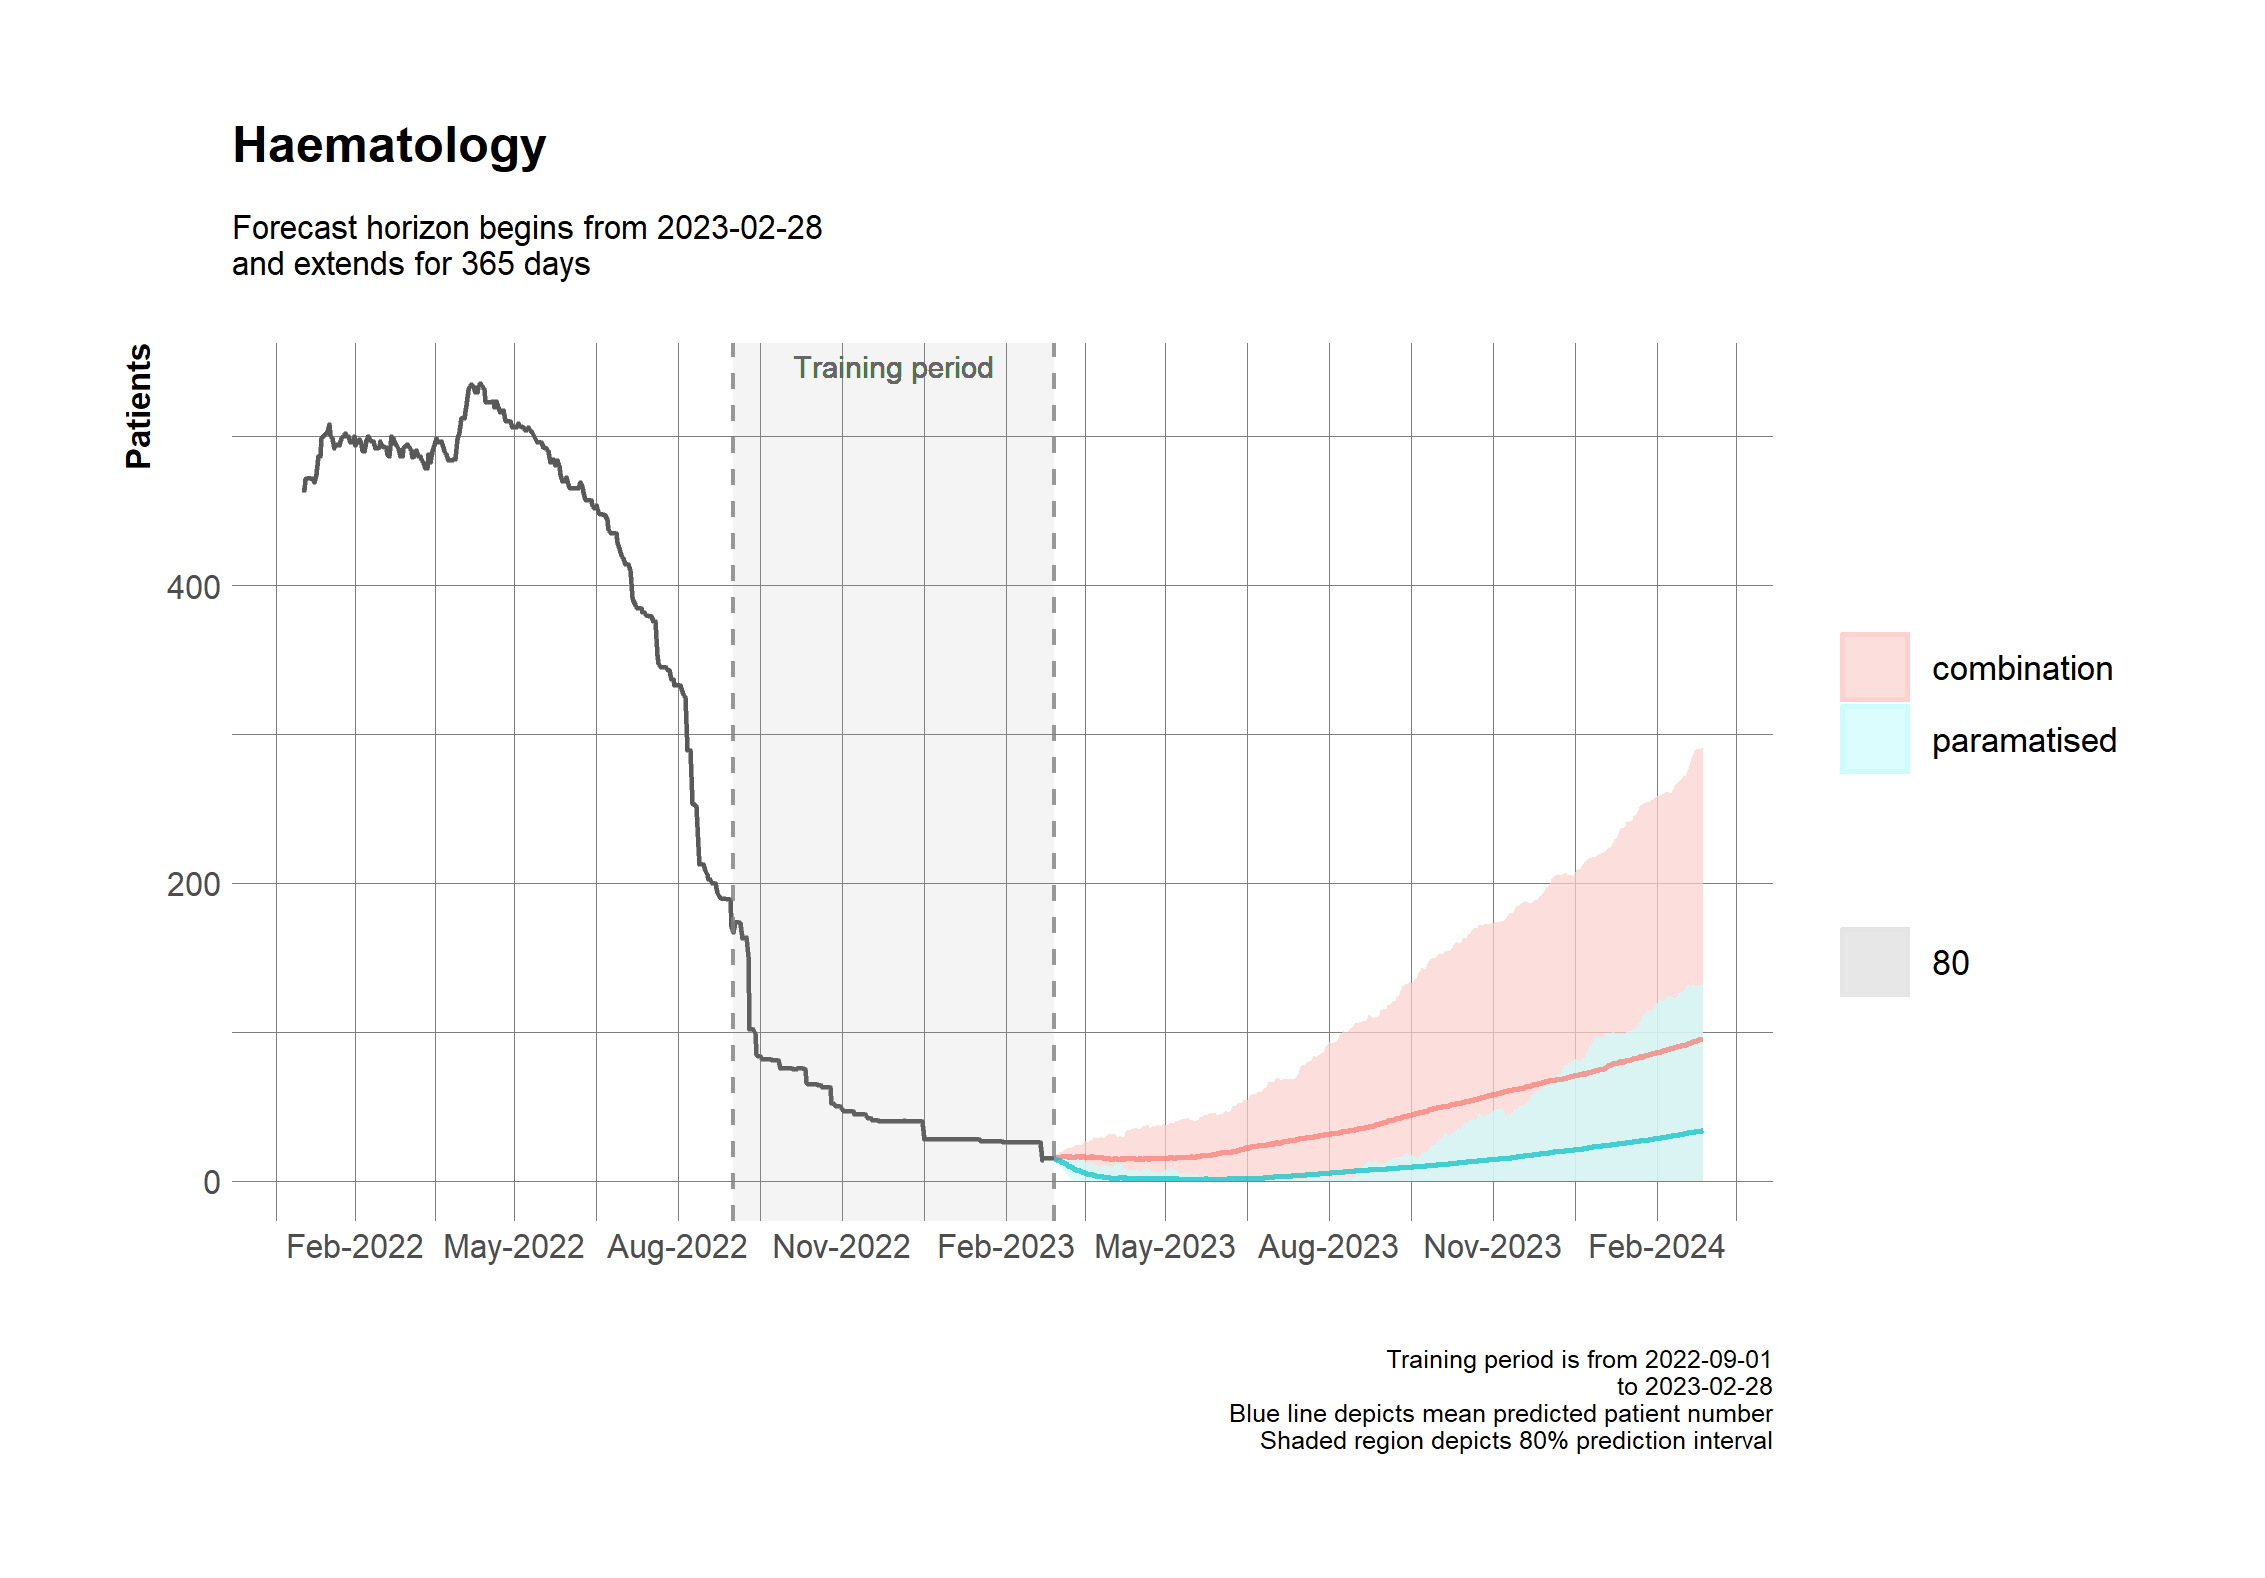 Haematology
Forecast horizon begins from 2023-02-28
and extends for 365 days
Patients
Training period
400
200
0
Feb-2022 May-2022 Aug-2022 Nov-2022 Feb-2023 May-2023 Aug-2023 Nov-2023 Feb-2024
combination
paramatised
80
Training period is from 2022-09-01
to 2023-02-28
Blue line depicts mean predicted patient number
Shaded region depicts 80% prediction interval